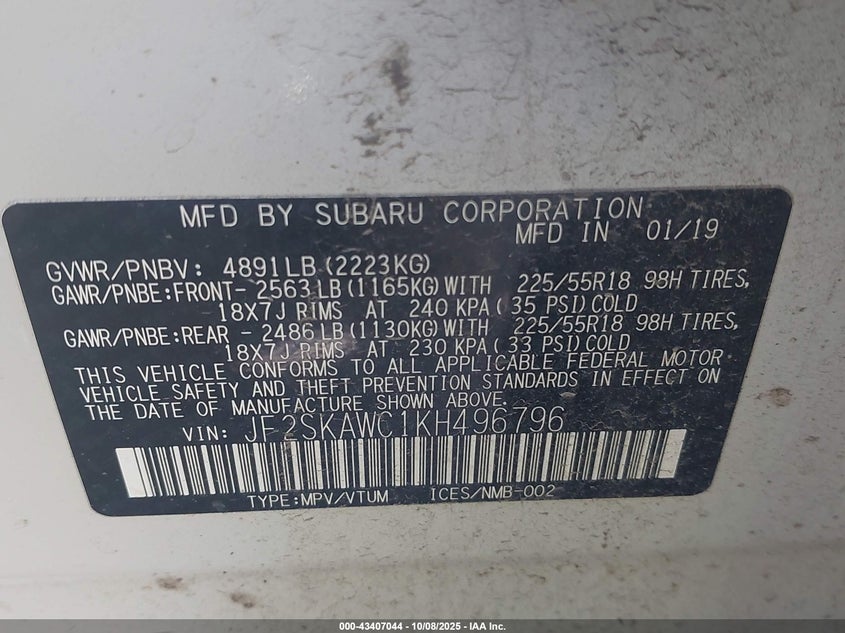 MFD BY SUBARU CORPORATION
MFD IN 01/19
GVWR/PNBV: 4891LB(2223KG)
GAWR/PNBE:FRONT- 2563LB(1165KG)WITH 225/55R18 98H TIRES,
18X7J RIMS AT 240 KPA(35 PSI)COLD
GAWR/PNBE:REAR - 2486LB(1130KG)WITH 225/55R18 98H TIRES,
18X7J RIMS AT 230 KPA(33 PSI)COLD
THIS VEHICLE CONFORMS TO ALL APPLICABLE FEDERAL MOTOR
VEHICLE SAFETY AND THEFT PREVENTION STANDARDS IN EFFECT ON
THE DATE OF MANUFACTURE SHOWN ABOVE.
VIN: JF2SKAWC1KH496796
TYPE:MPV/VTUM ICES/NMB-002
000-43407044 - 10/08/2025 - IAA Inc.